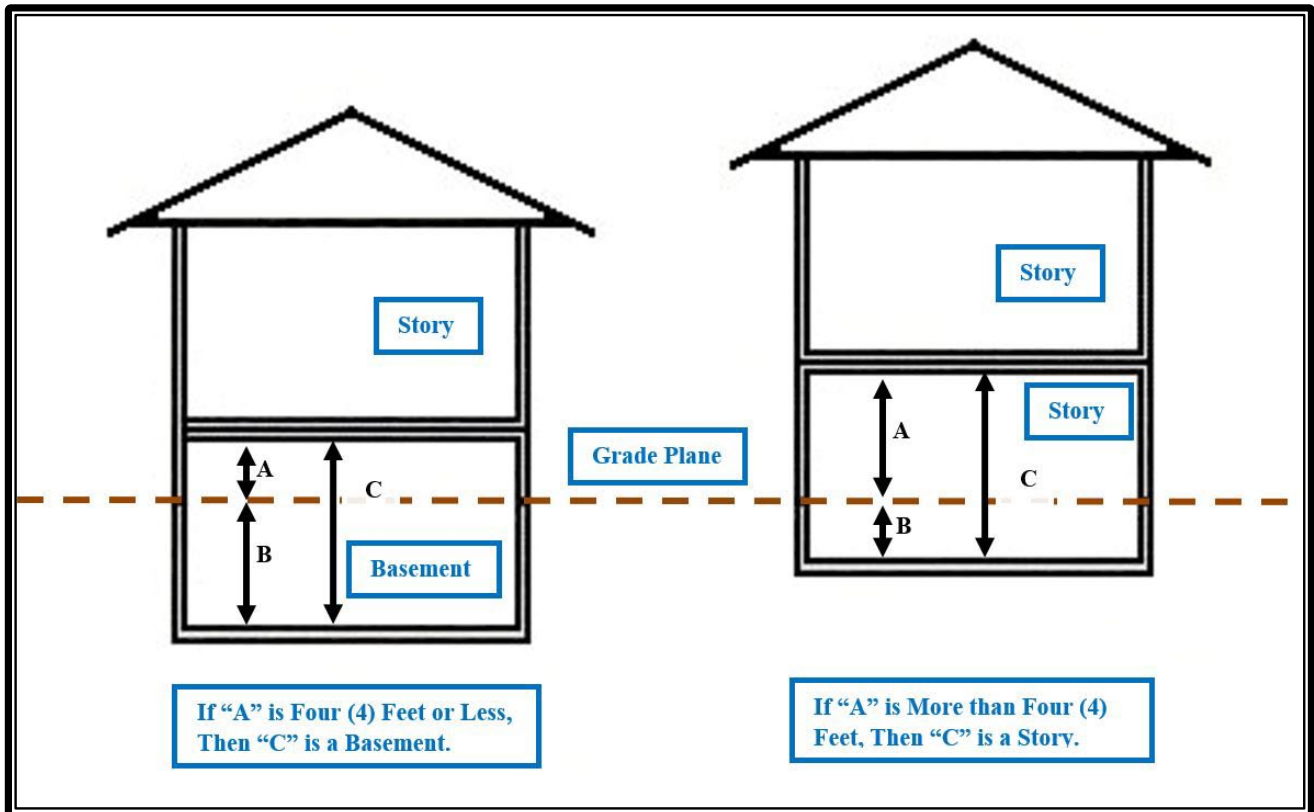 Story
Story
Story
Grade Plane
A
C
B
Basement
A
C
B
If “A” is Four (4) Feet or Less,
Then “C” is a Basement.
If “A” is More than Four (4)
Feet, Then “C” is a Story.